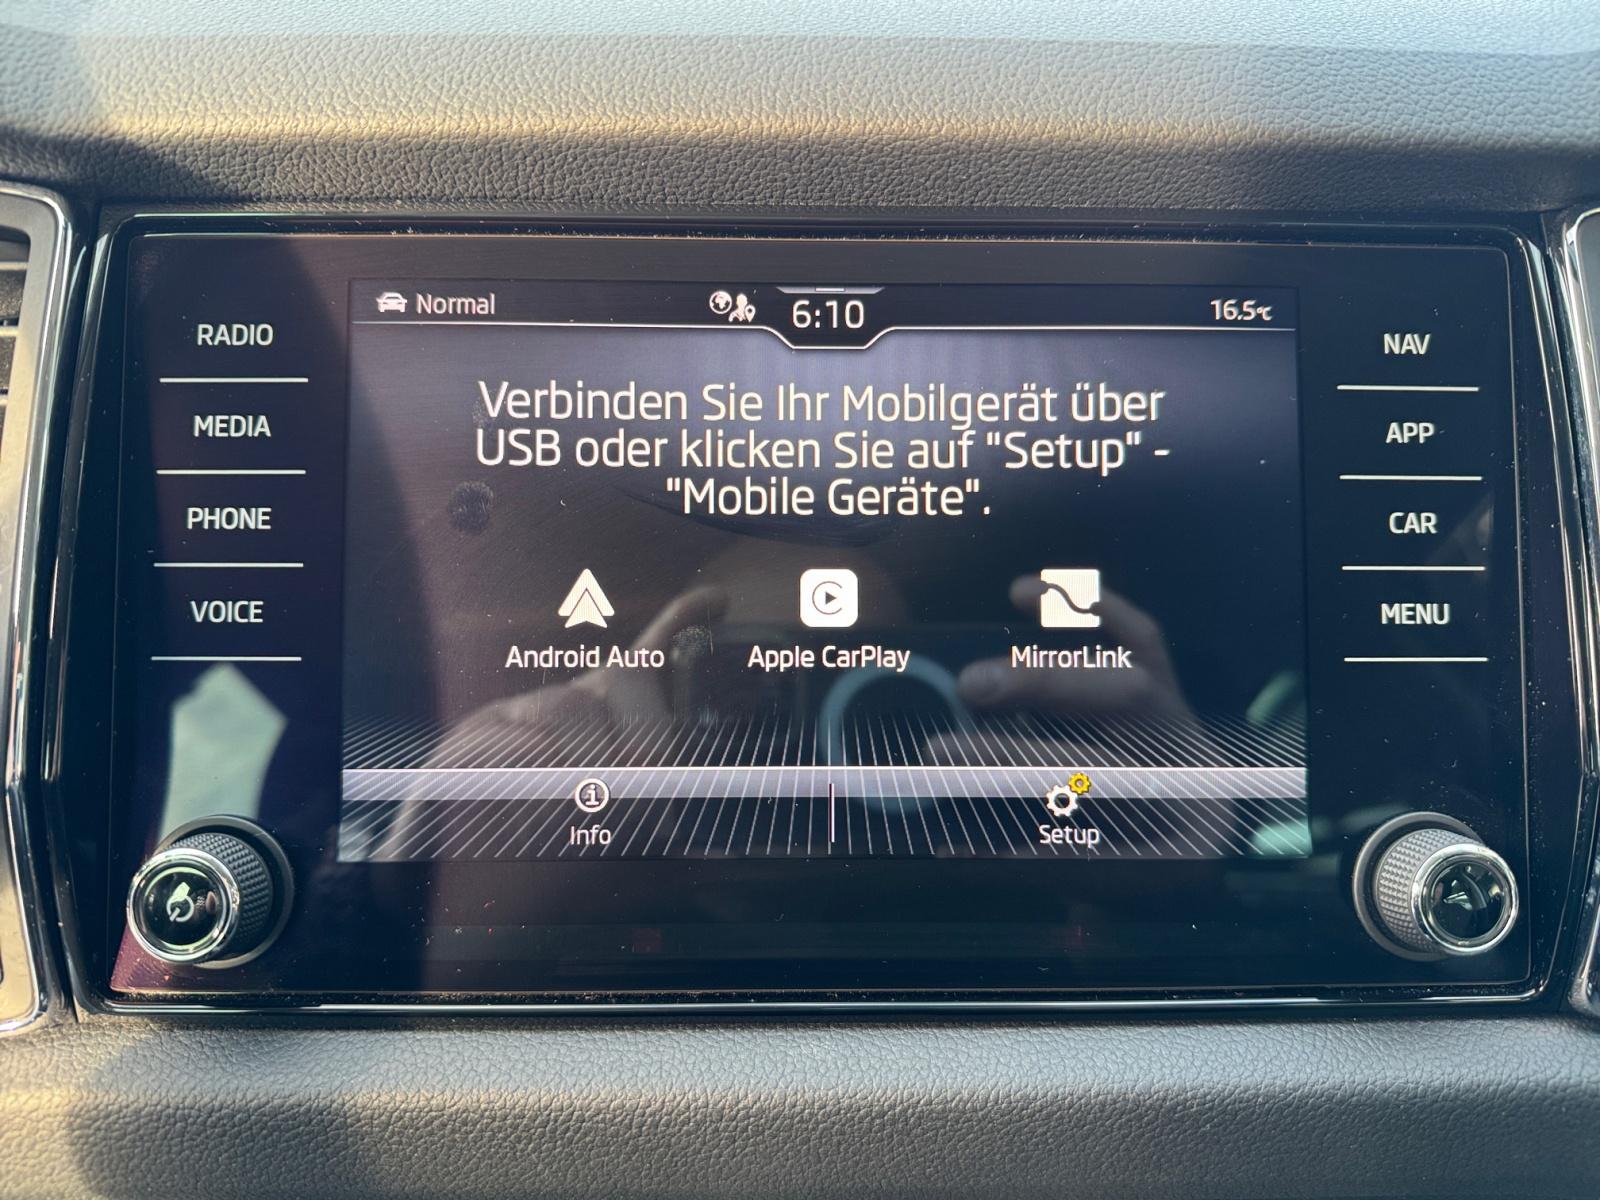 Normal
6:10
16.5°C
RADIO
MEDIA
PHONE
VOICE
Verbinden Sie Ihr Mobilgerät über
USB oder klicken Sie auf "Setup" -
"Mobile Geräte".
Android Auto
Apple CarPlay
MirrorLink
Info
Setup
NAV
APP
CAR
MENU